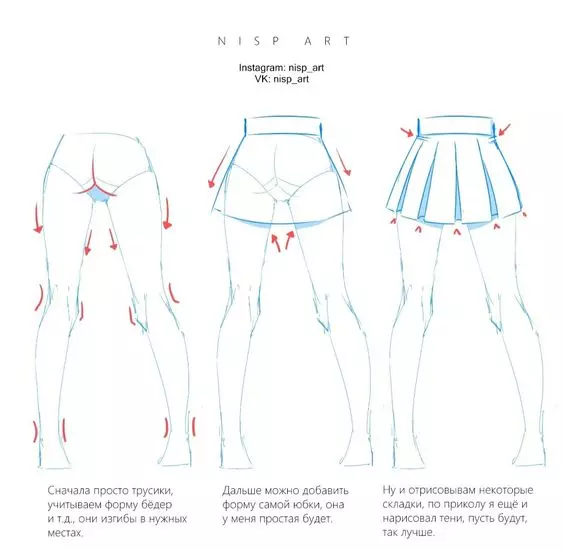 NISP ART
Instagram: nisp_art
VK: nisp_art
Сначала просто трусики,
учитываем форму бёдер
и т.д., они изгибы в нужных
местах.
Дальше можно добавить
форму самой юбки, она
у меня простая будет.
Ну и отрисовывам некоторые
складки, по приколу я ещё и
нарисовал тени, пусть будут,
так лучше.